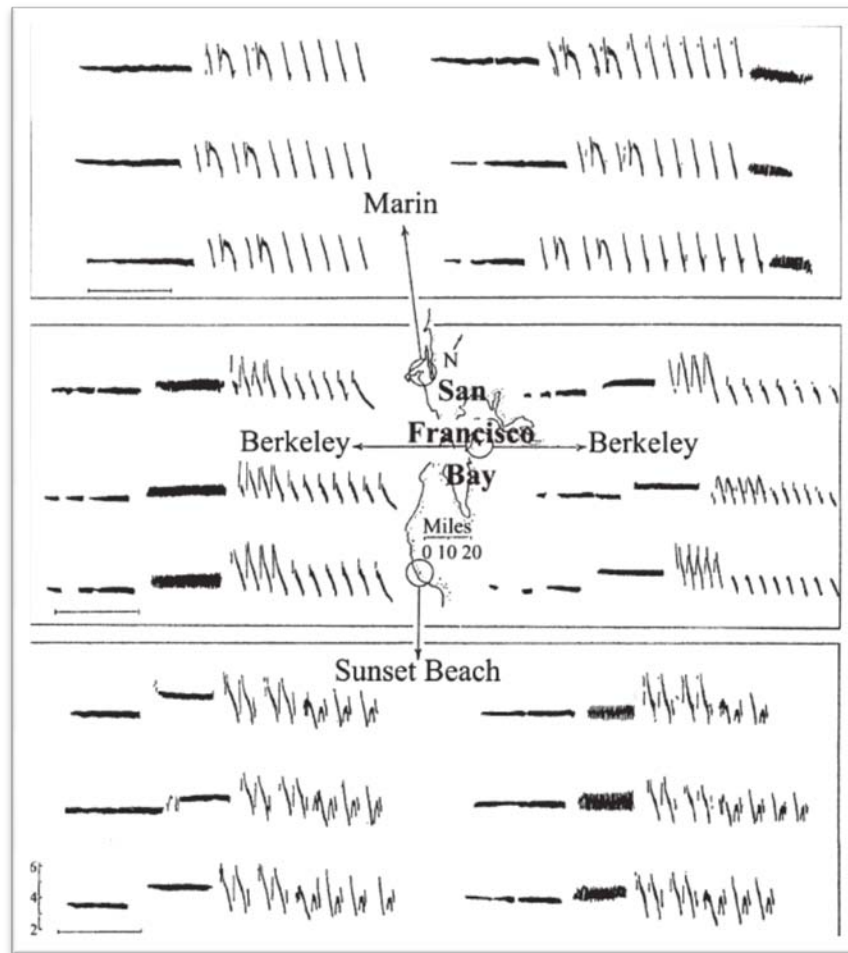 Marin
N
San
Francisco
Berkeley
Berkeley
Bay
Miles
0 10 20
Sunset Beach
6
4
2